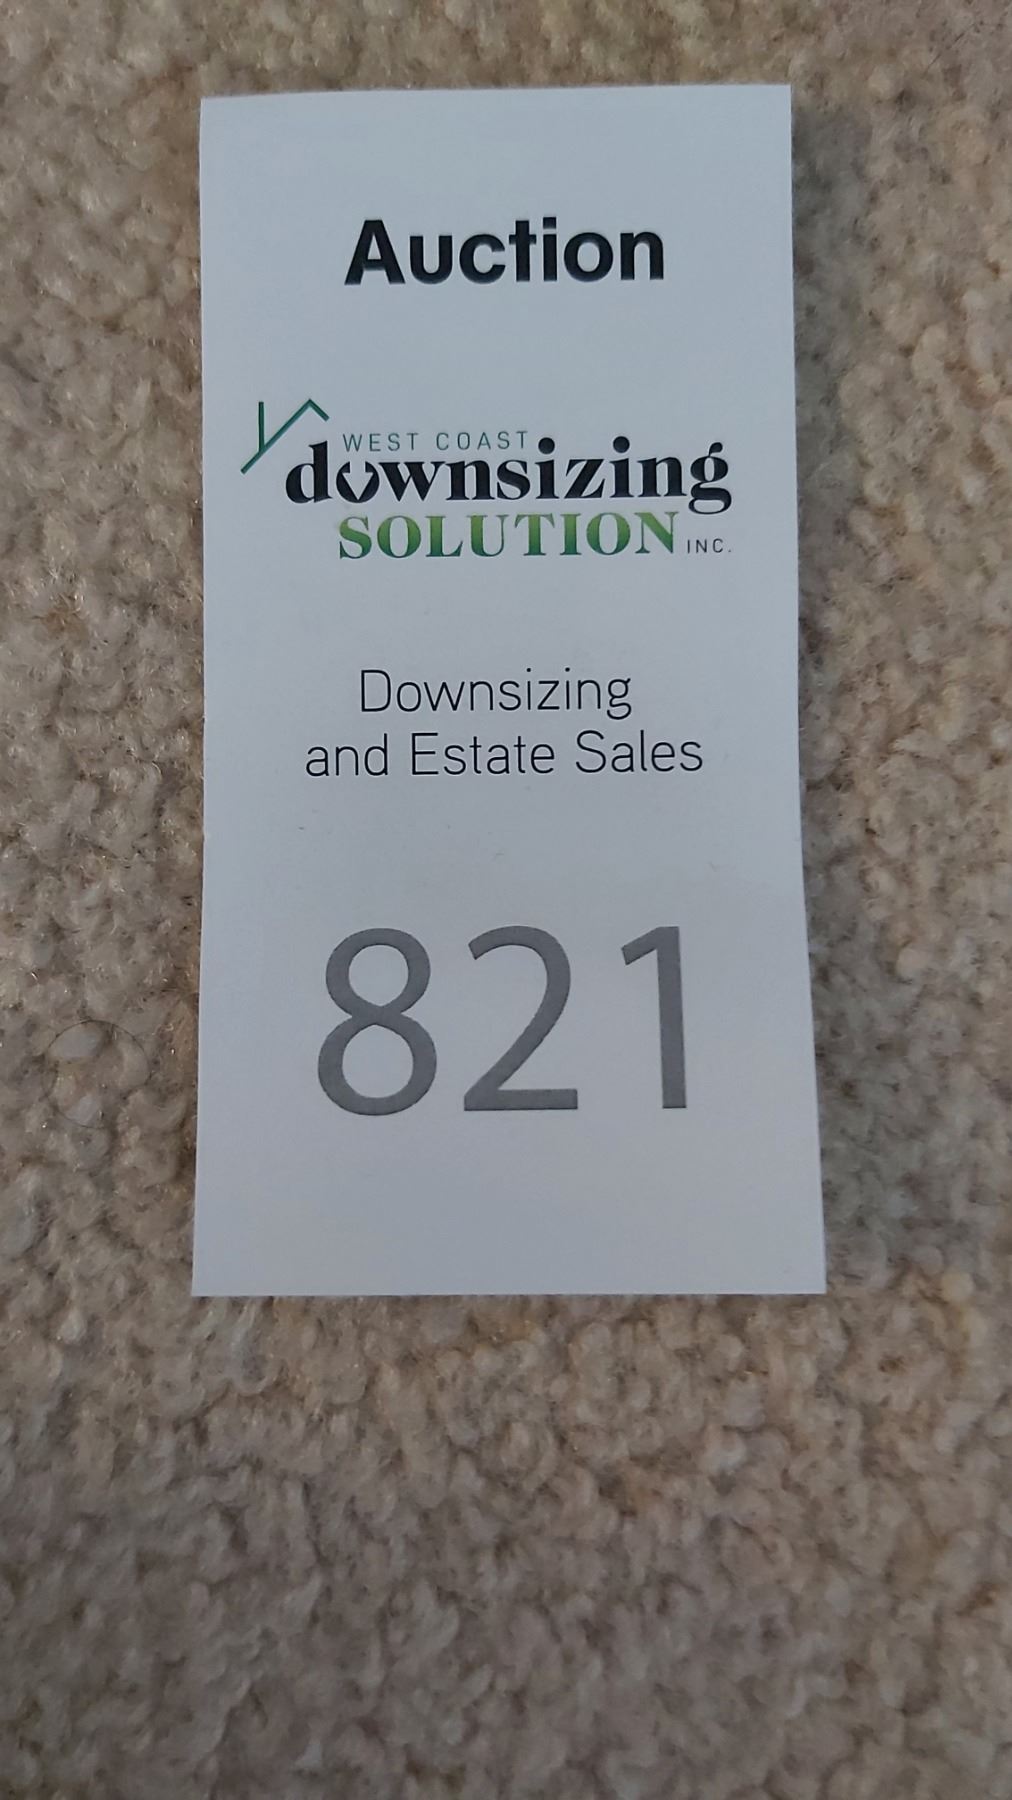 Auction
WEST COAST
downsizing
SOLUTION INC.
Downsizing
and Estate Sales
821